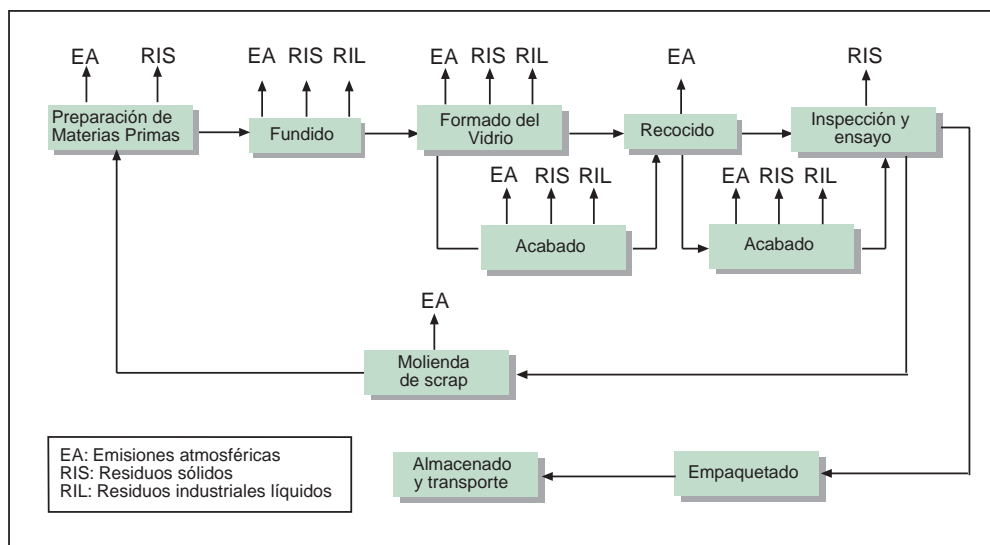 EA
RIS
EA RIS RIL
EA RIS RIL
EA
RIS
Preparación de
Materias Primas
Fundido
Formado del
Vidrio
Recocido
Inspección y
ensayo
EA RIS RIL
EA RIS RIL
Acabado
Acabado
EA
Molienda
de scrap
EA: Emisiones atmosféricas
RIS: Residuos sólidos
RIL: Residuos industriales líquidos
Almacenado
y transporte
Empaquetado